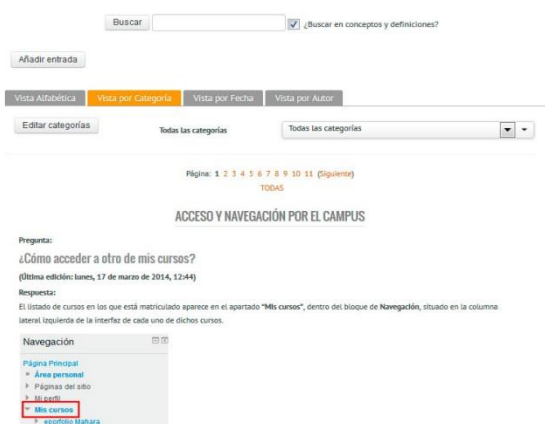 Buscar
¿Buscar en conceptos y definiciones?
Añadir entrada
Vista Alfabética Vista por Categoría Vista por Fecha Vista por Autor
Editar categorías Todas las categorías Todas las categorías
Página: 1 2 3 4 5 6 7 8 9 10 11 (Siguiente)
TODAS
ACCESO Y NAVEGACIÓN POR EL CAMPUS
Pregunta:
¿Cómo acceder a otro de mis cursos?
(Última edición: lunes, 17 de marzo de 2014, 12:44)
Respuesta:
El listado de cursos en los que está matriculado aparece en el apartado "Mis cursos", dentro del bloque de Navegación, situado en la columna
lateral izquierda de la interfaz de cada uno de dichos cursos.
Navegación
Página Principal
Área personal
Páginas del sitio
Mi perfil
Mis cursos
eporfolio Mahara